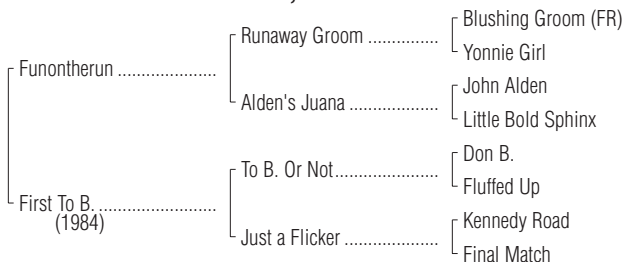 Blushing Groom (FR)
Runaway Groom ................
Yonnie Girl
Funontherun .....................
John Alden
Alden's Juana ....................
Little Bold Sphinx
Don B.
To B. Or Not.......................
Fluffed Up
First To B. .........................
(1984)
Kennedy Road
Just a Flicker .....................
Final Match